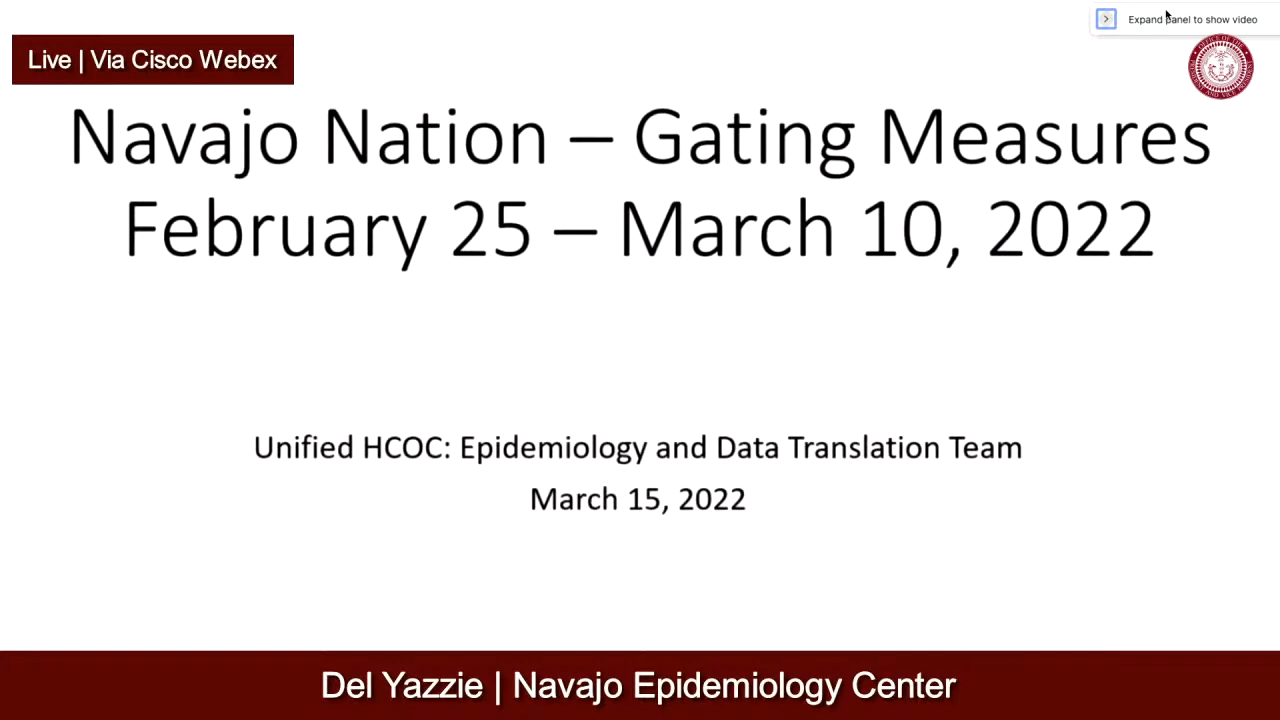 Expand panel to show video
Live | Via Cisco Webex
Navajo Nation – Gating Measures
February 25 – March 10, 2022
Unified HCOC: Epidemiology and Data Translation Team
March 15, 2022
Del Yazzie | Navajo Epidemiology Center